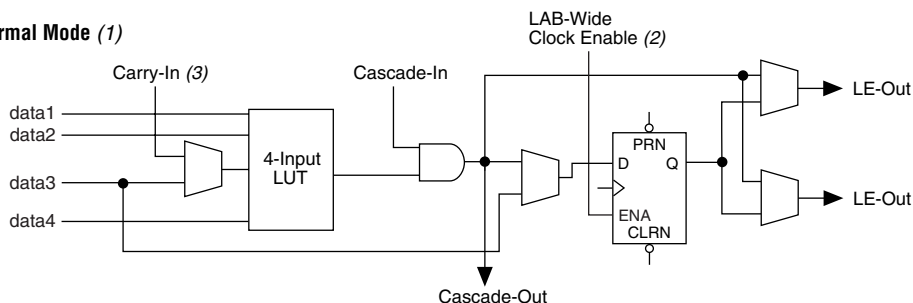 rmal Mode (1)
LAB-Wide
Clock Enable (2)
Carry-In (3)
Cascade-In
data1
data2
data3
data4
4-Input
LUT
PRN
D
Q
ENA
CLRN
LE-Out
LE-Out
Cascade-Out